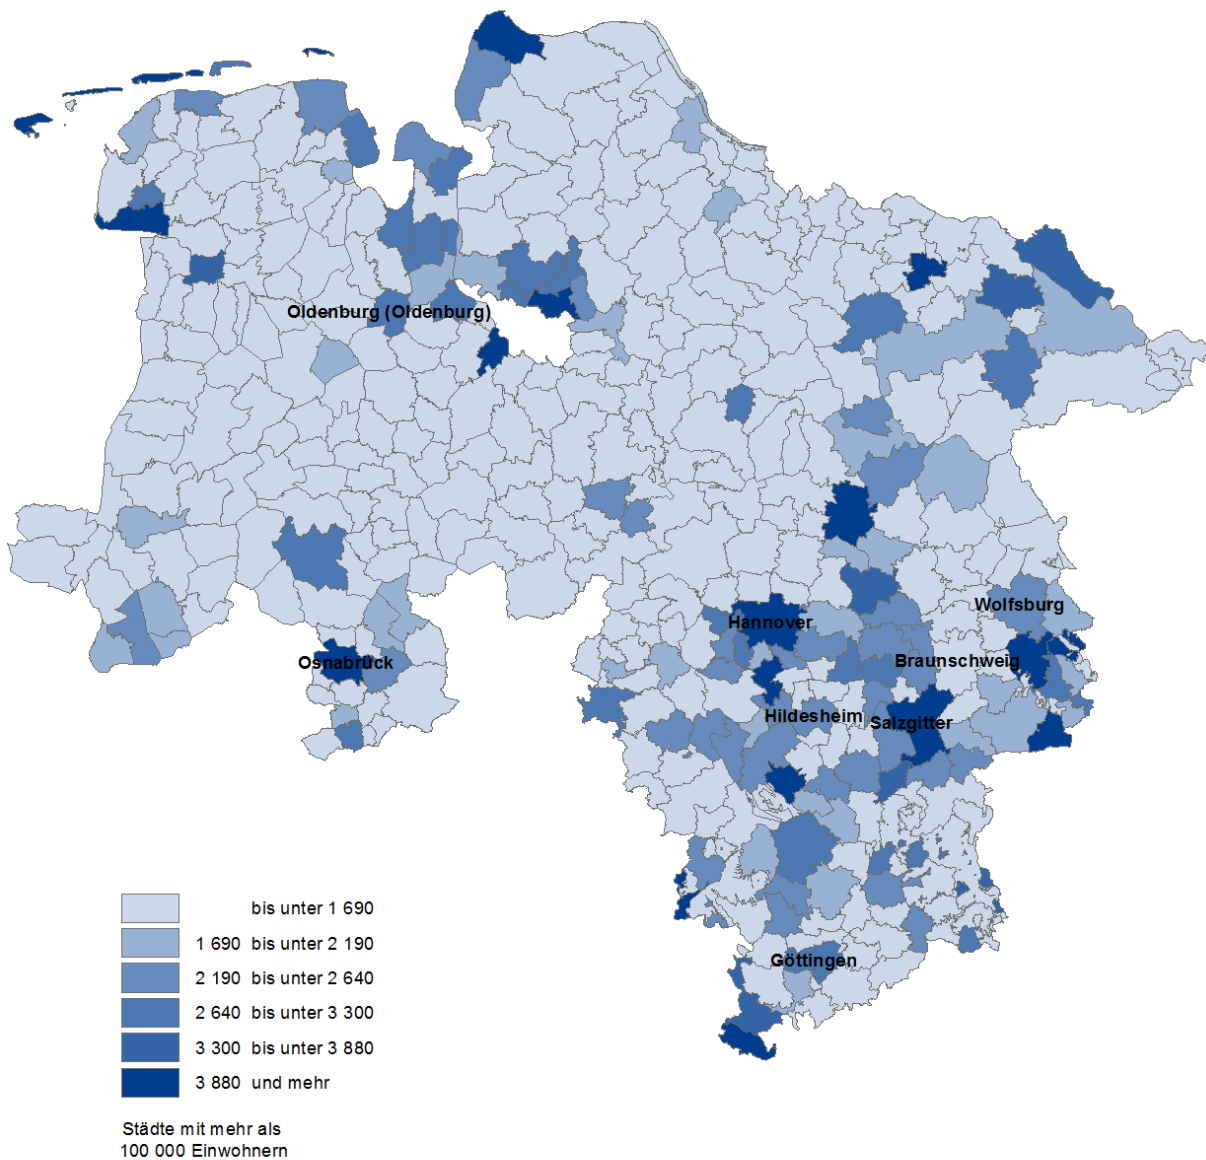 Oldenburg (Oldenburg)
Wolfsburg
Hannover
Osnabrück
Braunschweig
Hildesheim
Salzgitter
Göttingen
bis unter 1 690
1 690 bis unter 2 190
2 190 bis unter 2 640
2 640 bis unter 3 300
3 300 bis unter 3 880
3 880 und mehr
Städte mit mehr als
100 000 Einwohnern